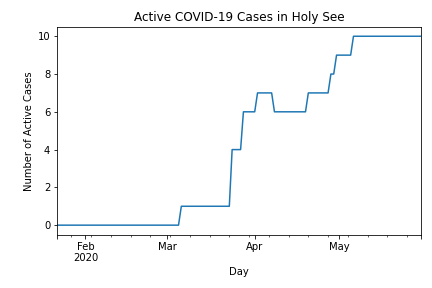 Active COVID-19 Cases in Holy See
10
8
6
4
2
0
Number of Active Cases
Feb Mar Apr May
2020
Day